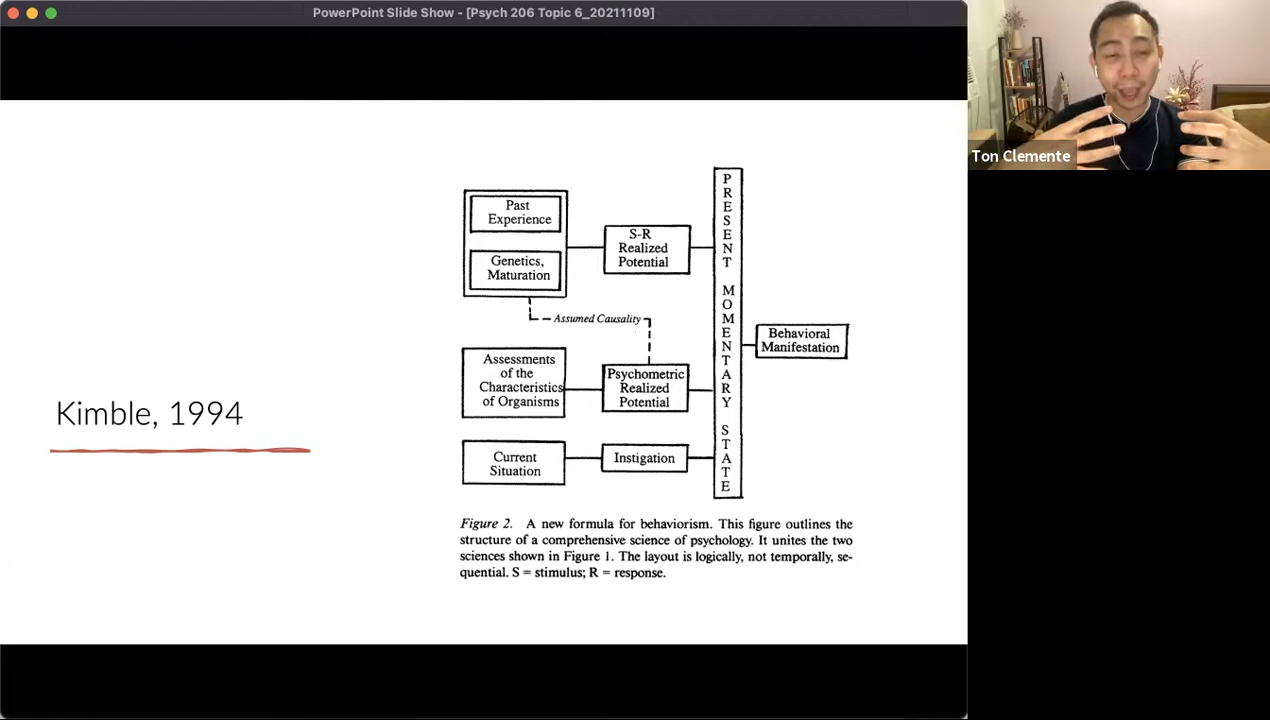 PowerPoint Slide Show - [Psych 206 Topic 6_20211109]
Ton Clemente
Kimble, 1994
Past
Experience
Genetics,
Maturation
S-R
Realized
Potential
Assumed Causality
Assessments
of the
Characteristics
of Organisms
Psychometric
Realized
Potential
Current
Situation
Instigation
PRESENT MOMENTARY STATE
Behavioral
Manifestation
Figure 2. A new formula for behaviorism. This figure outlines the
structure of a comprehensive science of psychology. It unites the two
sciences shown in Figure 1. The layout is logically, not temporally, se-
quential. S = stimulus; R = response.